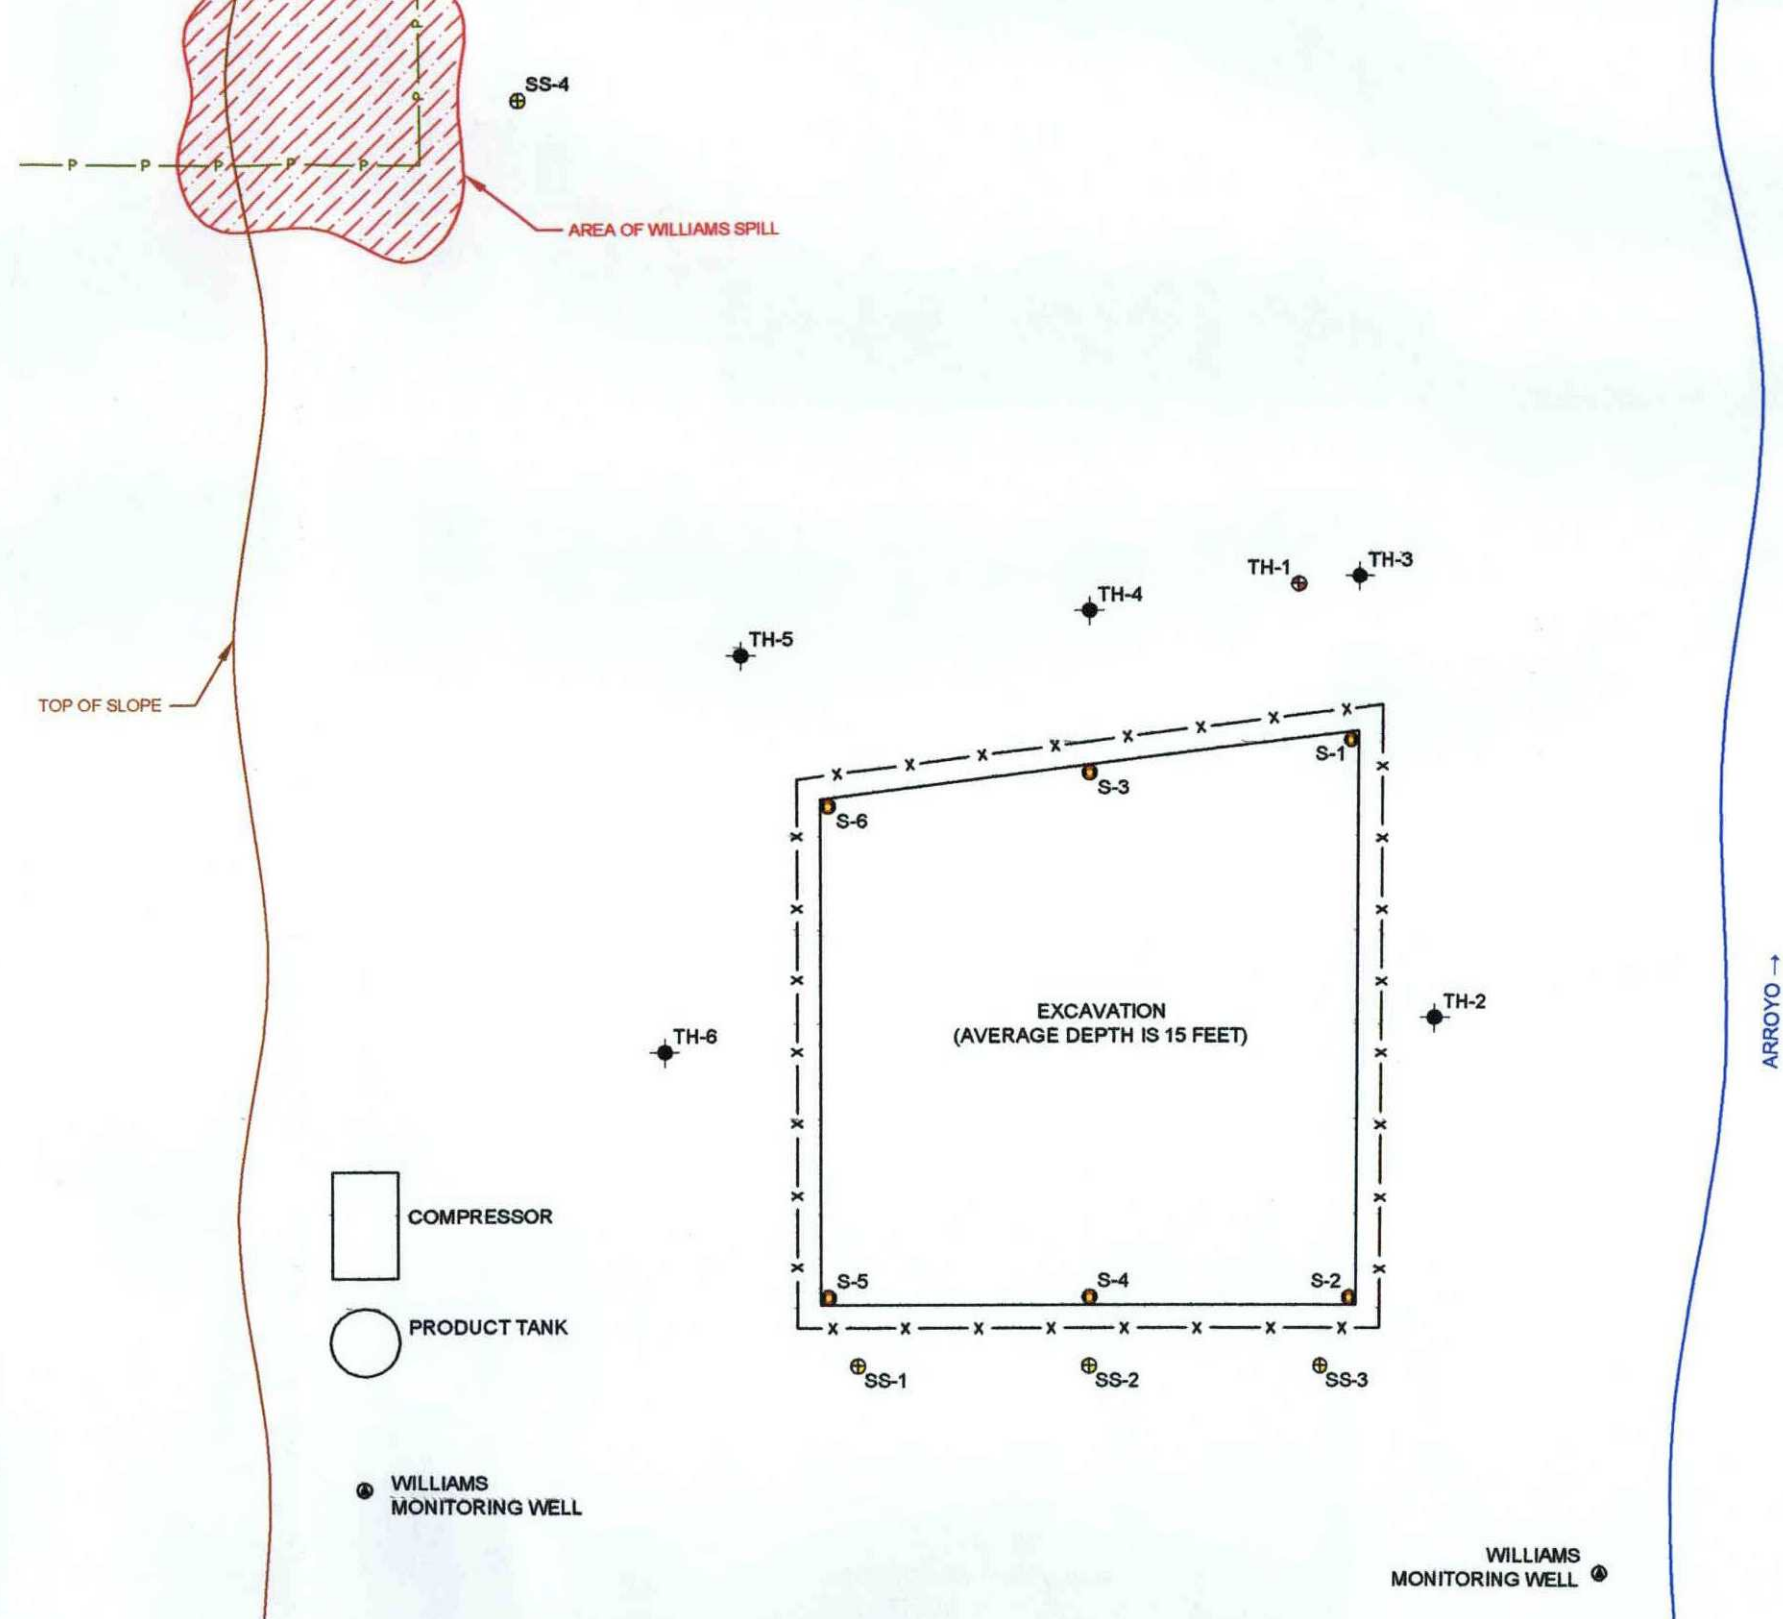 P
SS-4
P
P P P P P
AREA OF WILLIAMS SPILL
TH-1
TH-3
TH-4
TH-5
TOP OF SLOPE
X X X X X X X X
S-1
X
S-3
S-6
X X
X X
X X
TH-2
EXCAVATION
(AVERAGE DEPTH IS 15 FEET)
ARROYO →
TH-6
X X
X X
X X
COMPRESSOR
S-5
S-4
S-2
X X
PRODUCT TANK
X X X X X X X X
SS-1
SS-2
SS-3
WILLIAMS
MONITORING WELL
WILLIAMS
MONITORING WELL